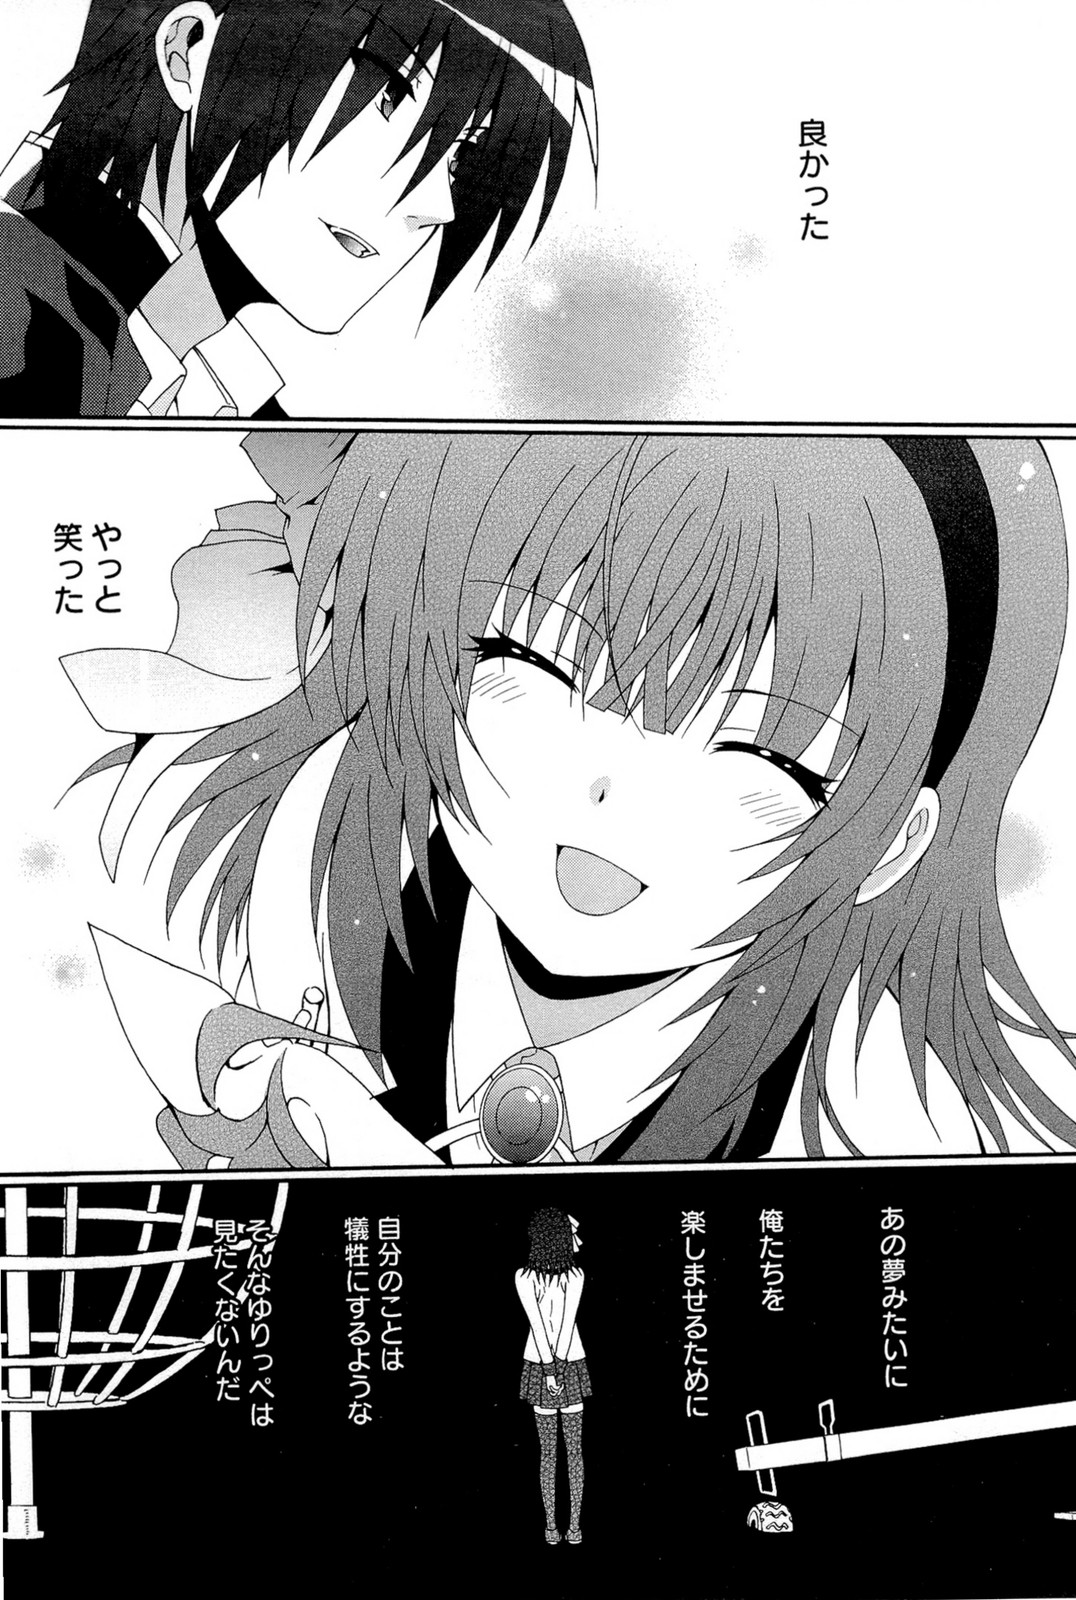 良かった
やっと
笑った
あの夢みたいに
俺たちを
楽しませるために
自分のことは
犠牲にするような
そんなゆりっぺは
見たくないんだ